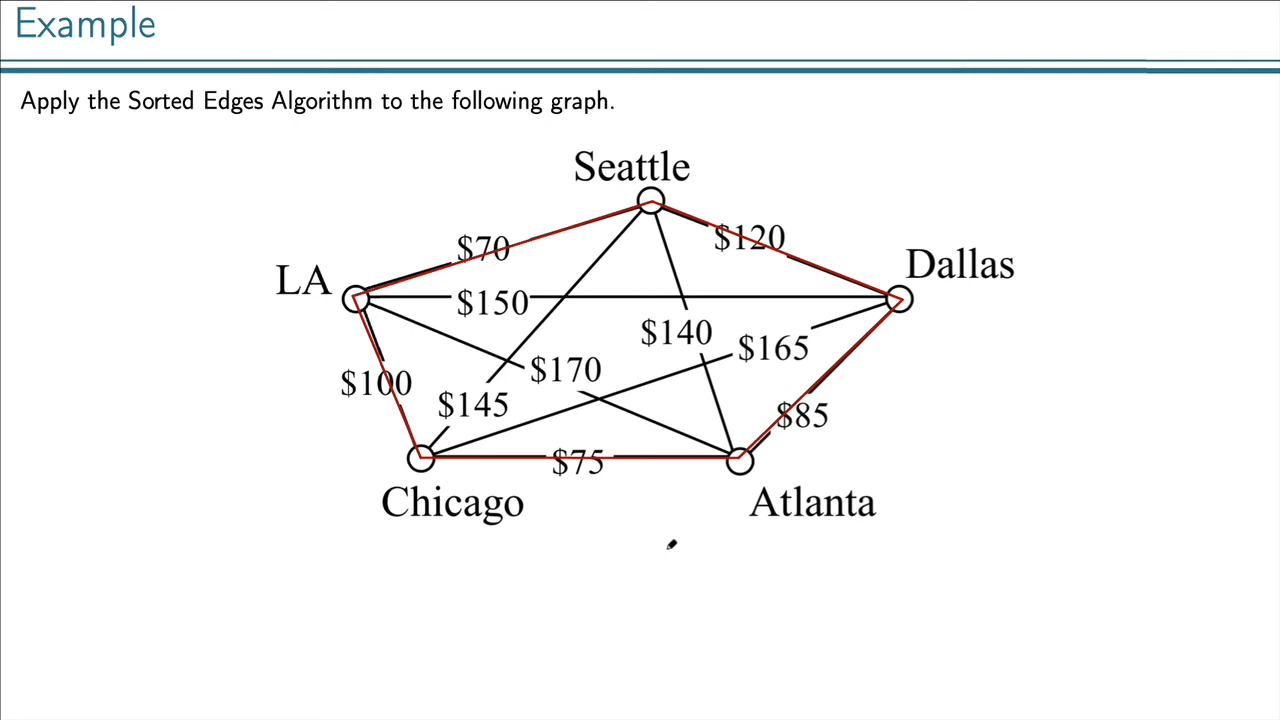 Example
Apply the Sorted Edges Algorithm to the following graph.
Seattle
$70
$120
LA
Dallas
$150
$140
$165
$170
$100
$145
$85
$75
Chicago
Atlanta